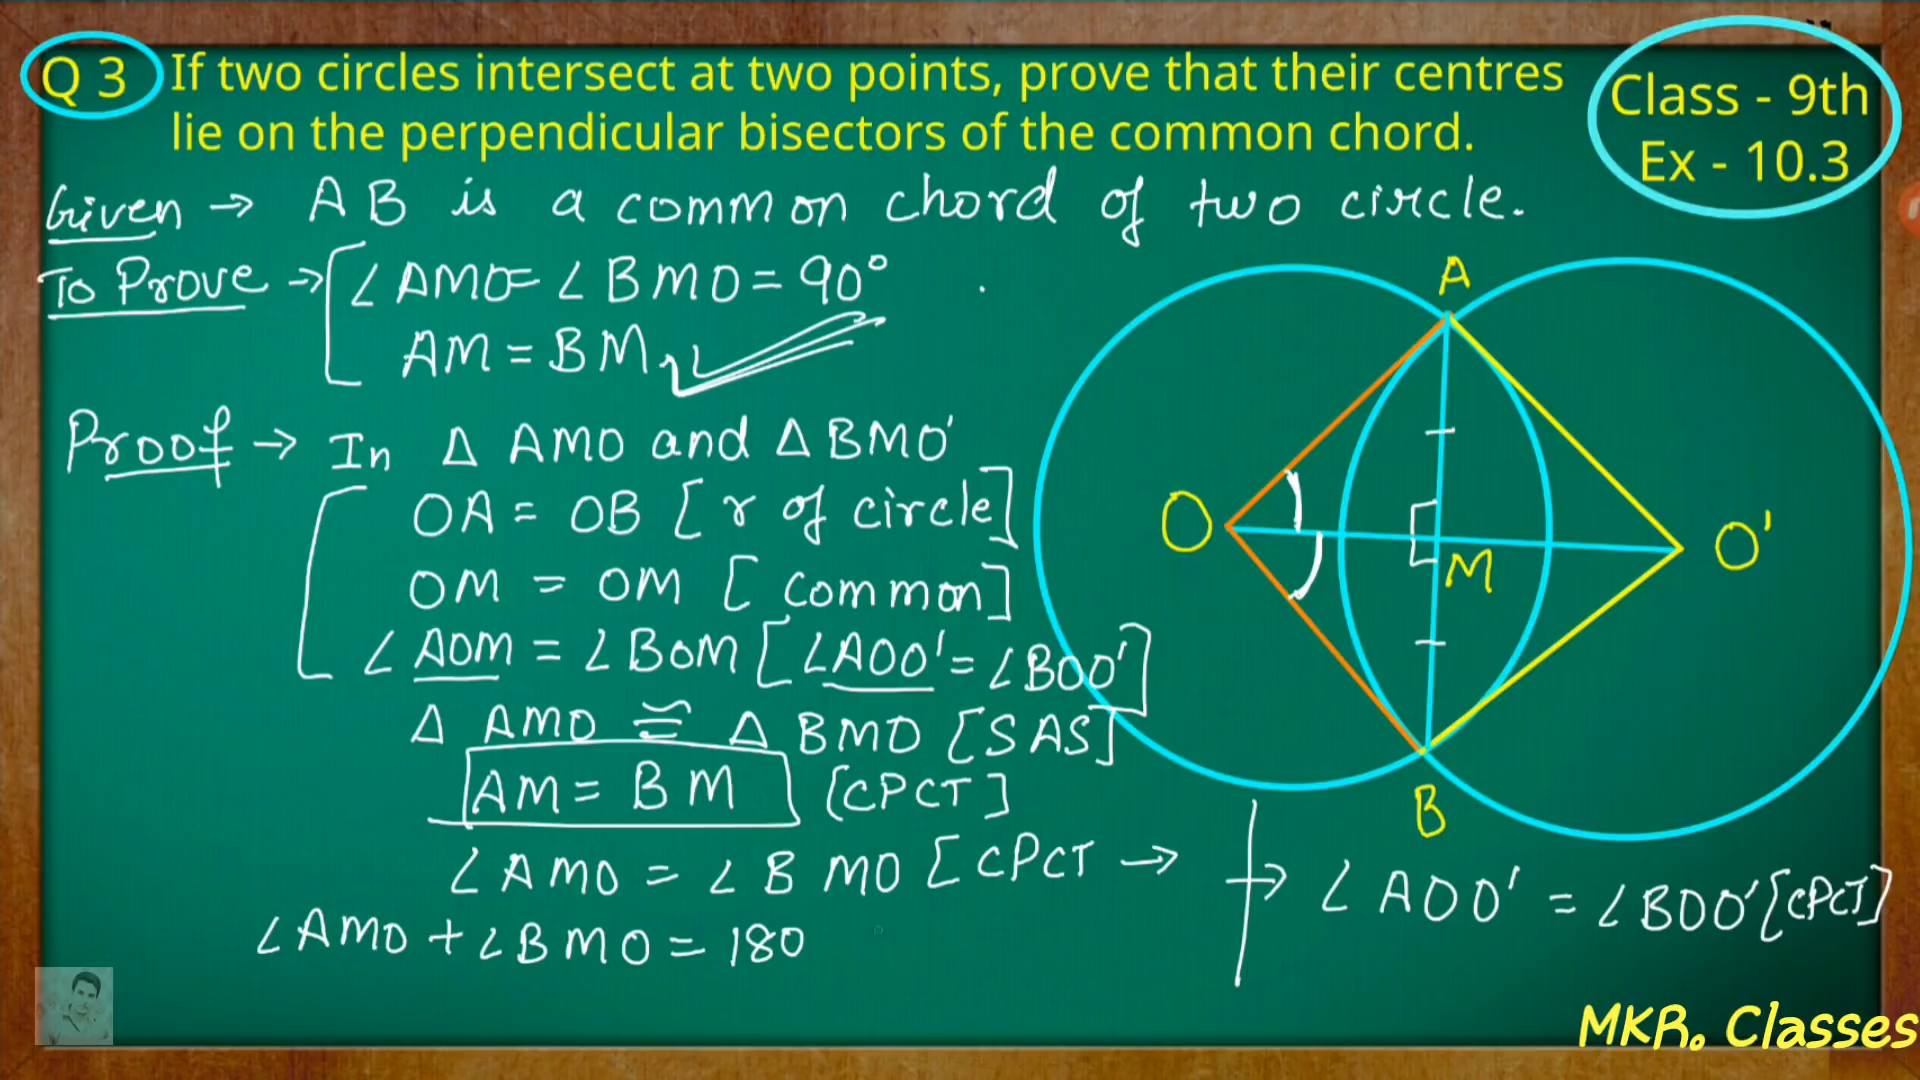 Q 3 If two circles intersect at two points, prove that their centres
lie on the perpendicular bisectors of the common chord.
Class - 9th
Ex - 10.3
Given → AB is a common chord of two circle.
To Prove → ∠AMO = ∠BMO = 90°
AM = BM
Proof → In Δ AMO and Δ BMO'
OA = OB [r of circle]
OM = OM [common]
∠AOM = ∠BOM [∠AOO' = ∠BOO']
Δ AMO ≅ Δ BMO [SAS]
AM = BM [CPCT]
∠AMO = ∠BMO [CPCT →
∠AMO + ∠BMO = 180
→ ∠AOO' = ∠BOO' [CPCT]
A
O
M
O'
B
MKR. Classes